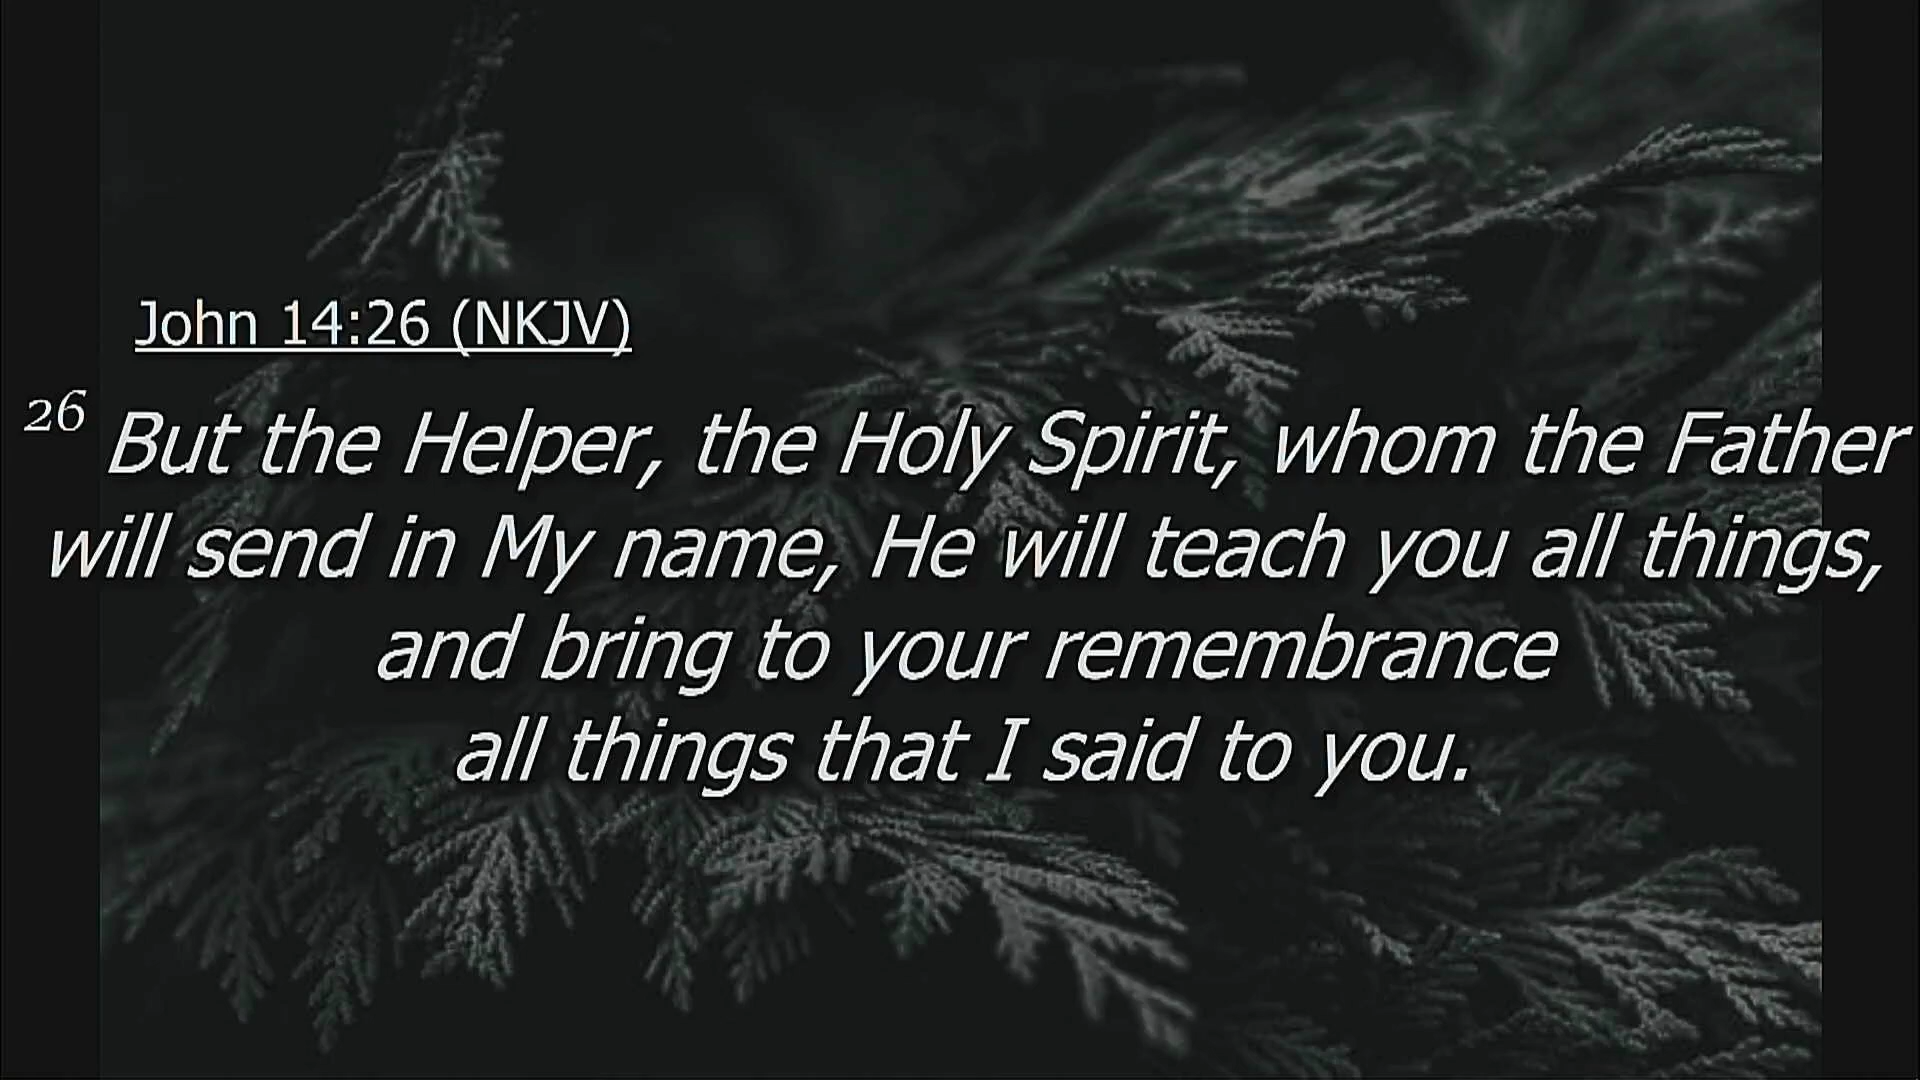 John 14:26 (NKJV)
26 But the Helper, the Holy Spirit, whom the Father
will send in My name, He will teach you all things,
and bring to your remembrance
all things that I said to you.